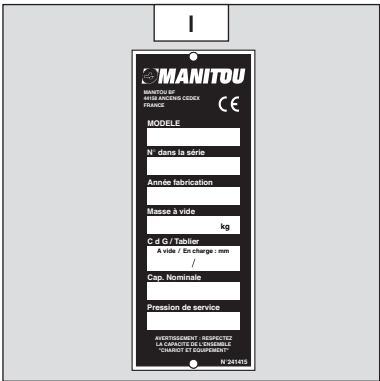 I
MANITOU
MANITOU BF
44158 ANCENIS CEDEX
FRANCE
CE
MODELE
N° dans la série
Année fabrication
Masse à vide
kg
C d G / Tablier
A vide / En charge : mm
/
Cap. Nominale
Pression de service
AVERTISSEMENT : RESPECTEZ
LA CAPACITE DE L'ENSEMBLE
"CHARIOT ET EQUIPEMENT"
N°241415